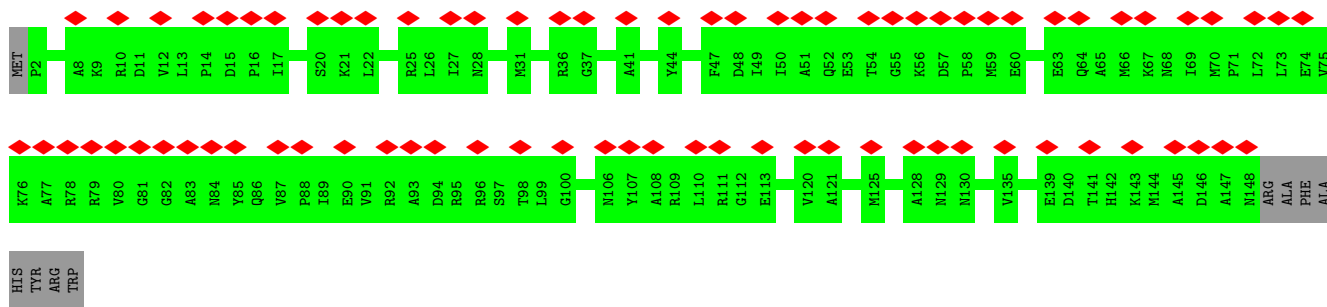 MET P2 A8 K9 R10 D11 V12 L13 P14 D15 P16 I17 S20 K21 L22 R25 L26 I27 N28 M31 R36 G37 A41 Y44 F47 D48 I49 I50 A51 Q52 E53 T54 G55 K56 D57 P58 M59 E60 E63 Q64 A65 M66 K67 N68 I69 M70 P71 L72 L73 E74 V75
K76 A77 R78 R79 V80 G81 G82 A83 N84 Y85 Q86 V87 P88 I89 E90 V91 R92 A93 D94 R95 R96 S97 T98 L99 G100 N106 Y107 A108 R109 L110 R111 G112 E113 V120 A121 M125 A128 N129 N130 V135 E139 D140 T141 H142 K143 M144 A145 D146 A147 N148 ARG ALA PHE ALA
HIS TYR ARG TRP